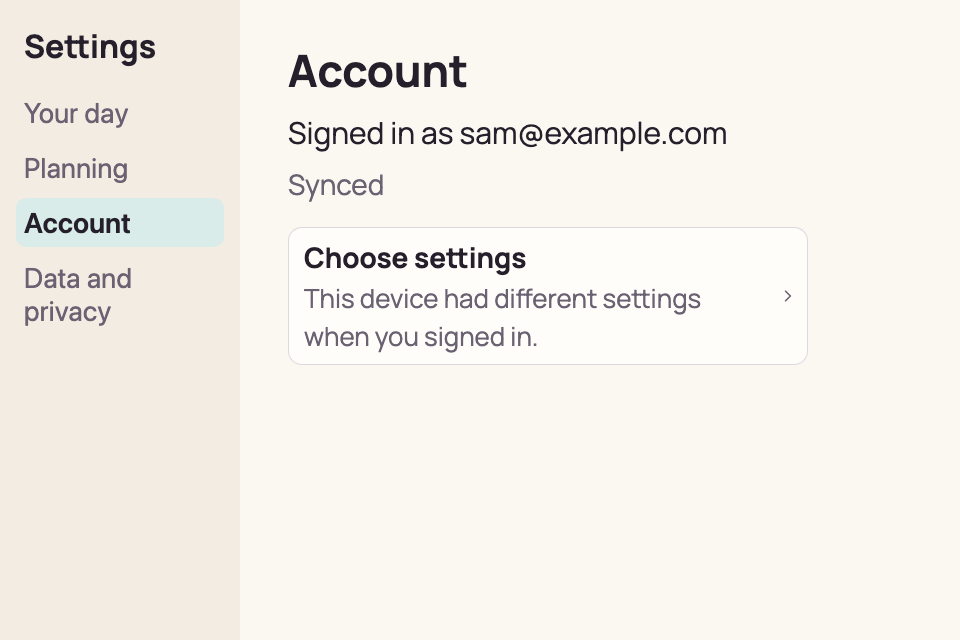 Settings
Your day
Planning
Account
Data and
privacy
Account
Signed in as sam@example.com
Synced
Choose settings
This device had different settings
when you signed in.